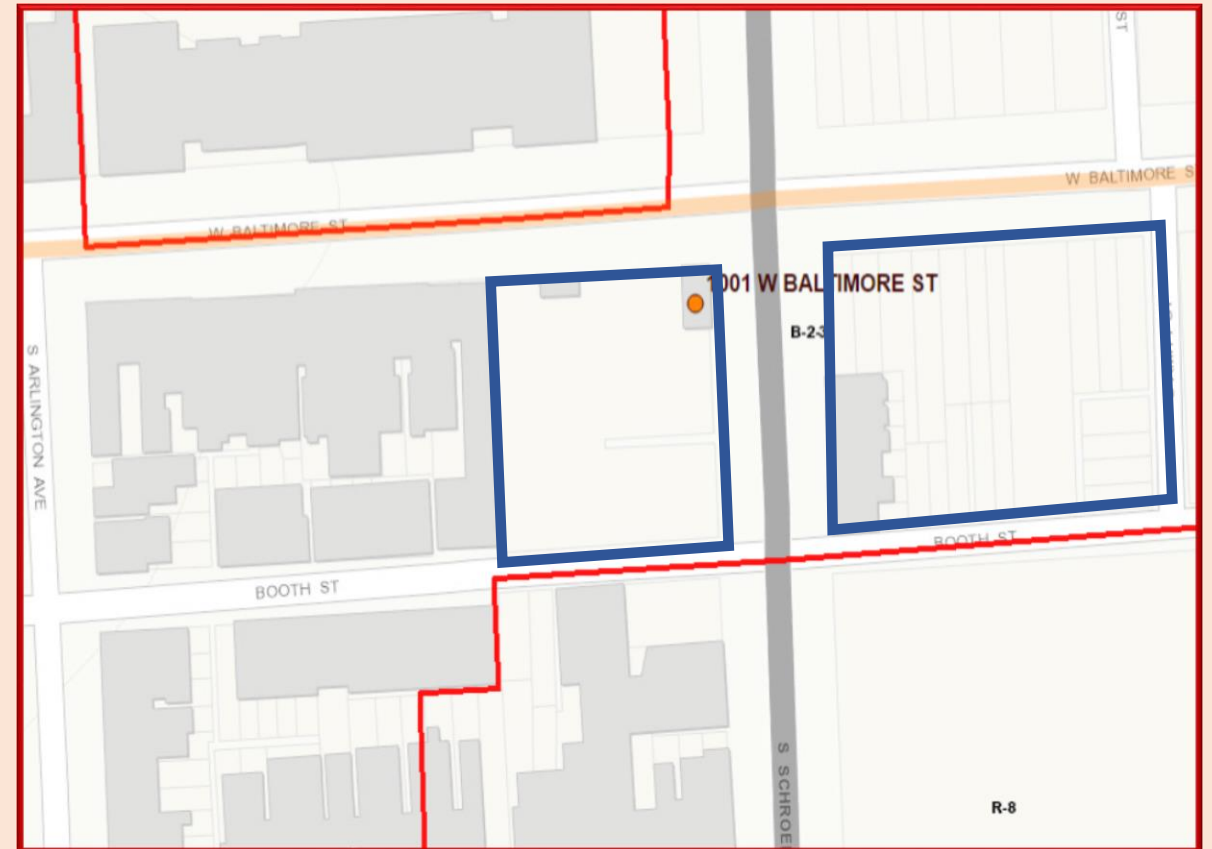 ST
W BALTIMORE S
W BALTIMORE ST
1001 W BALTIMORE ST
B-2-3
S ARLINGTON AVE
BOOTH ST
BOOTH ST
S SCHROE
R-8